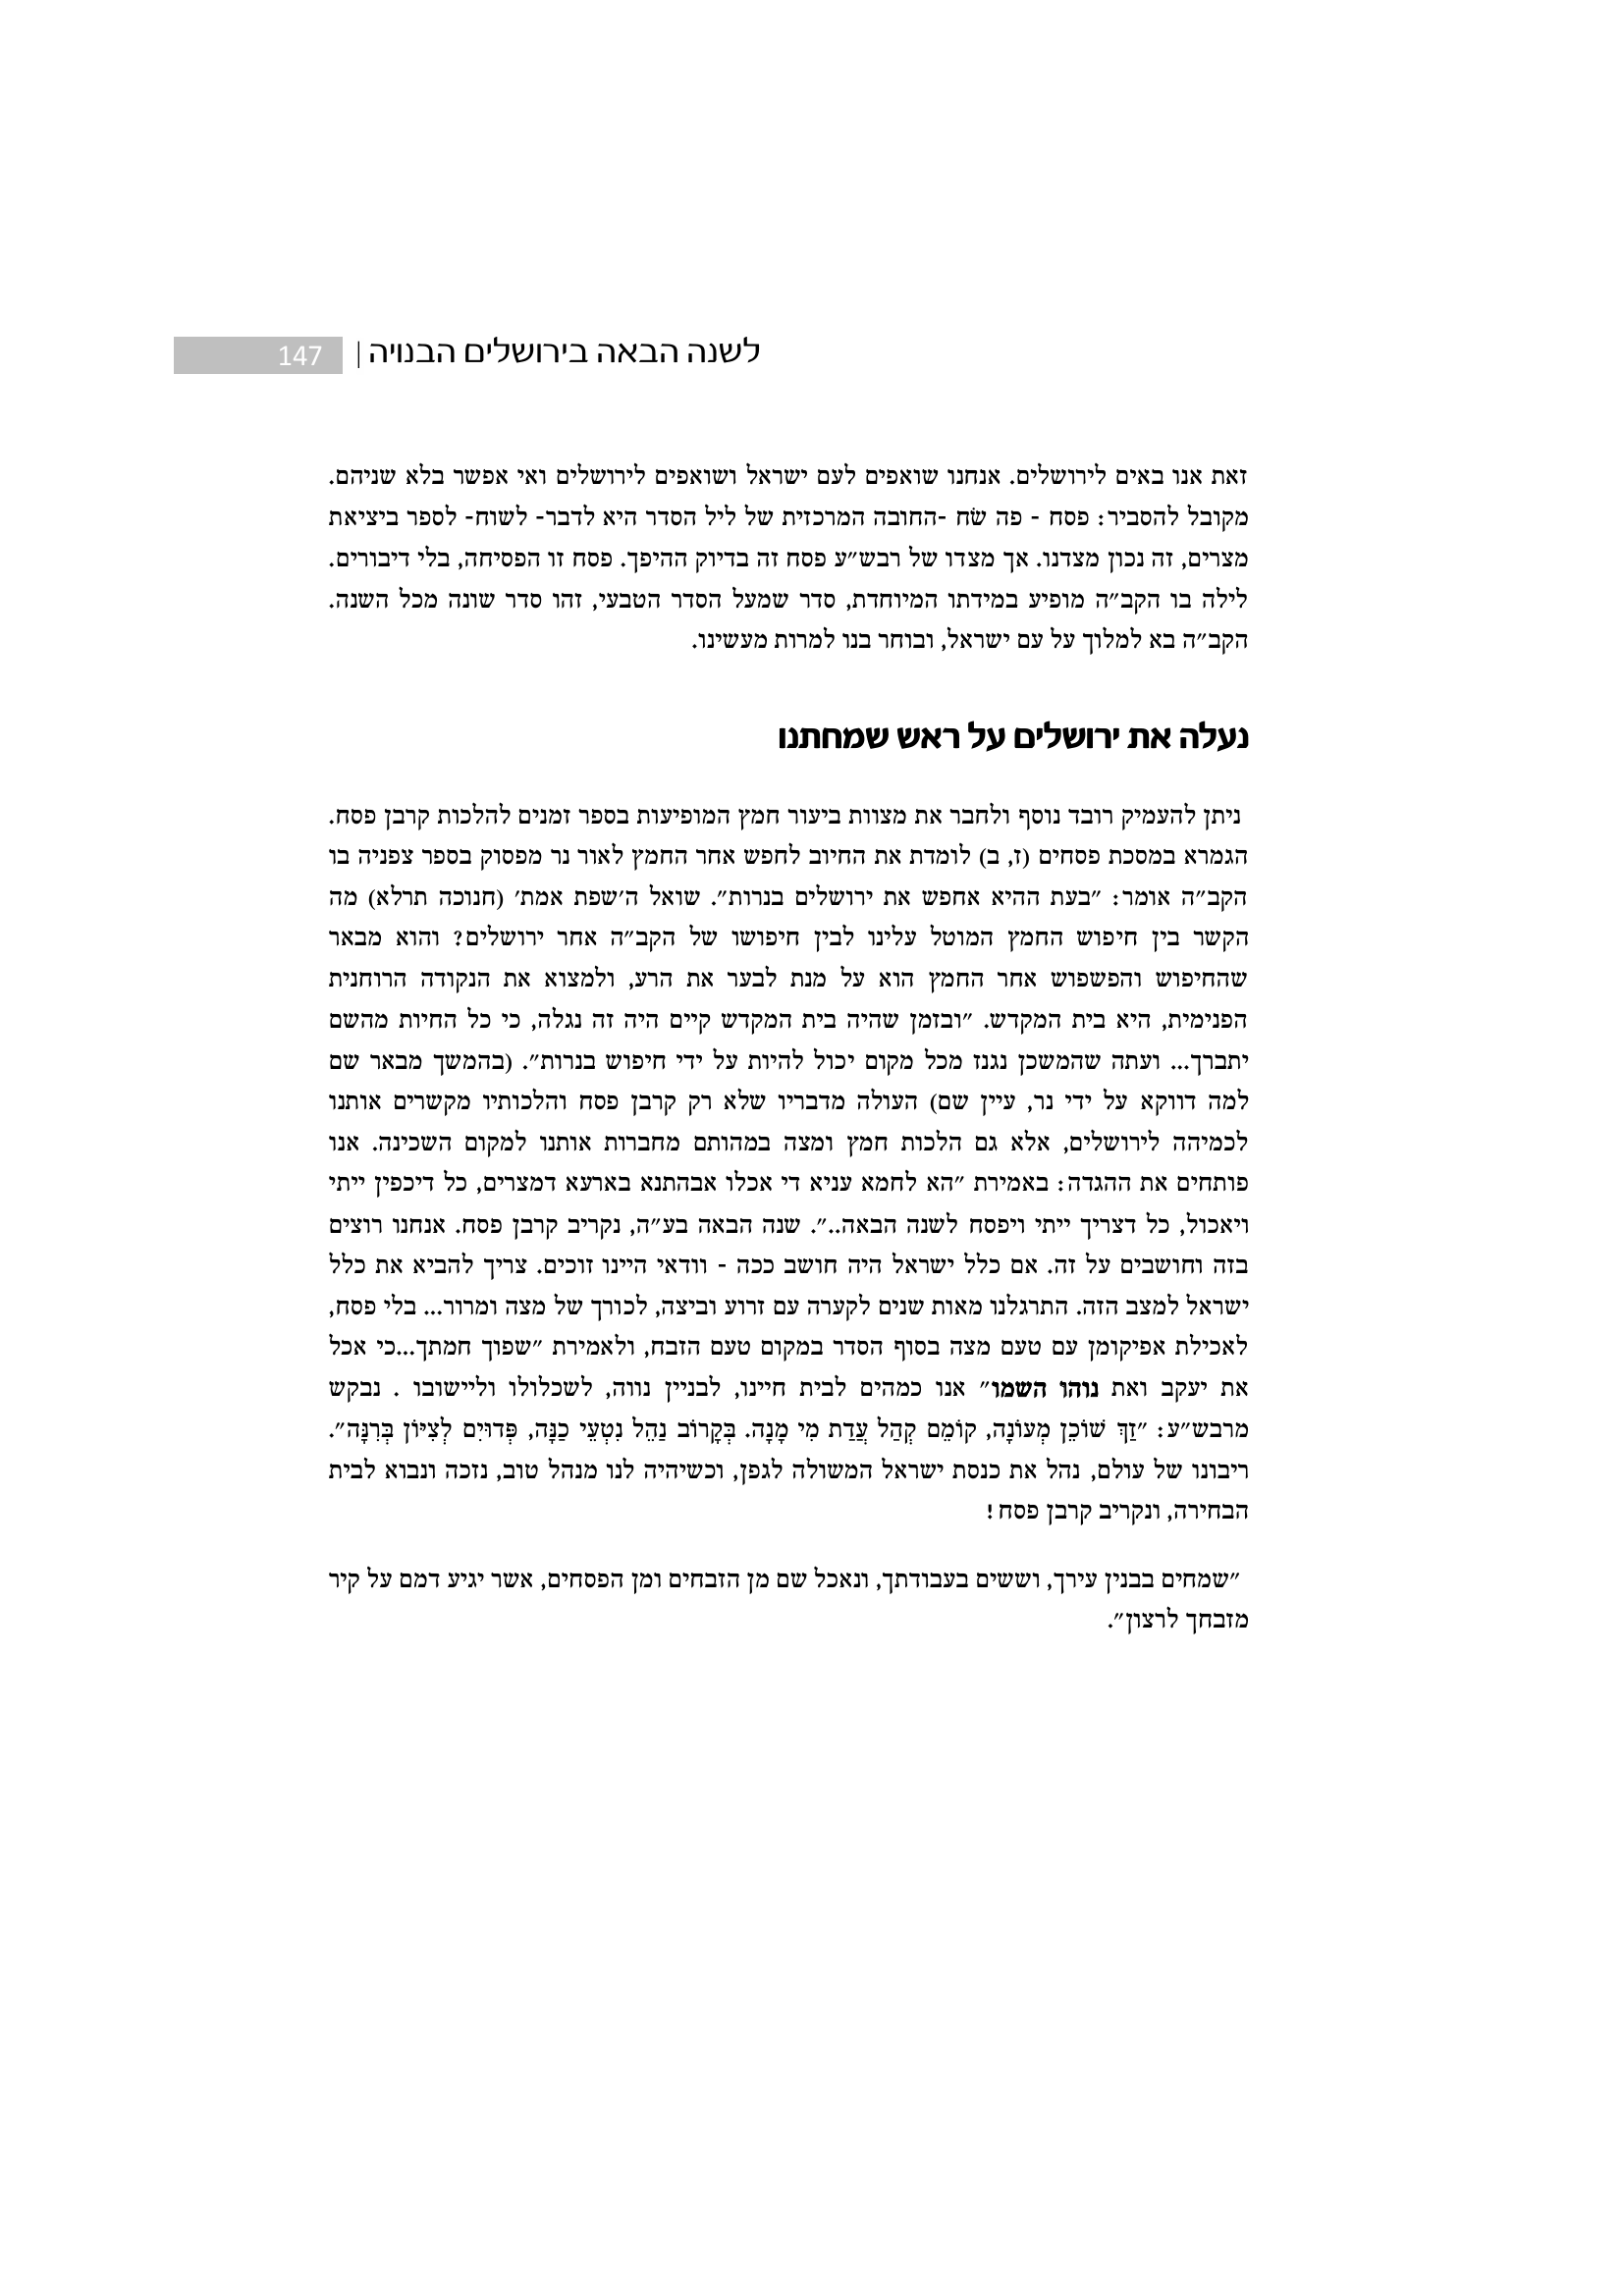 לשנה הבאה בירושלים הבנויה | 147
זאת אנו באים לירושלים. אנחנו שואפים לעם ישראל ושואפים לירושלים ואי אפשר בלא שניהם.
מקובל להסביר: פסח - פה שׂח -החובה המרכזית של ליל הסדר היא לדבר- לשוח- לספר ביציאת
מצרים, זה נכון מצדנו. אך מצדו של רבש״ע פסח זה בדיוק ההיפך. פסח זו הפסיחה, בלי דיבורים.
לילה בו הקב״ה מופיע במידתו המיוחדת, סדר שמעל הסדר הטבעי, זהו סדר שונה מכל השנה.
הקב״ה בא למלוך על עם ישראל, ובוחר בנו למרות מעשינו.
נעלה את ירושלים על ראש שמחתנו
ניתן להעמיק רובד נוסף ולחבר את מצוות ביעור חמץ המופיעות בספר זמנים להלכות קרבן פסח.
הגמרא במסכת פסחים (ז, ב) לומדת את החיוב לחפש אחר החמץ לאור נר מפסוק בספר צפניה בו
הקב״ה אומר: ״בעת ההיא אחפש את ירושלים בנרות״. שואל ה׳שפת אמת׳ (חנוכה תרלא) מה
הקשר בין חיפוש החמץ המוטל עלינו לבין חיפושו של הקב״ה אחר ירושלים? והוא מבאר
שהחיפוש והפשפוש אחר החמץ הוא על מנת לבער את הרע, ולמצוא את הנקודה הרוחנית
הפנימית, היא בית המקדש. ״ובזמן שהיה בית המקדש קיים היה זה נגלה, כי כל החיות מהשם
יתברך... ועתה שהמשכן נגנז מכל מקום יכול להיות על ידי חיפוש בנרות״. (בהמשך מבאר שם
למה דווקא על ידי נר, עיין שם) העולה מדבריו שלא רק קרבן פסח והלכותיו מקשרים אותנו
לכמיהה לירושלים, אלא גם הלכות חמץ ומצה במהותם מחברות אותנו למקום השכינה. אנו
פותחים את ההגדה: באמירת ״הא לחמא עניא די אכלו אבהתנא בארעא דמצרים, כל דיכפין ייתי
ויאכול, כל דצריך ייתי ויפסח לשנה הבאה..״. שנה הבאה בע״ה, נקריב קרבן פסח. אנחנו רוצים
בזה וחושבים על זה. אם כלל ישראל היה חושב ככה - וודאי היינו זוכים. צריך להביא את כלל
ישראל למצב הזה. התרגלנו מאות שנים לקערה עם זרוע וביצה, לכורך של מצה ומרור... בלי פסח,
לאכילת אפיקומן עם טעם מצה בסוף הסדר במקום טעם הזבח, ולאמירת ״שפוך חמתך...כי אכל
את יעקב ואת נוהו השמו״ אנו כמהים לבית חיינו, לבניין נווה, לשכלולו וליישובו . נבקש
מרבש״ע: ״זַךְ שׁוֹכֵן מְעוֹנָה, קוֹמֵם קְהַל עֲדַת מִי מָנָה. בְּקָרוֹב נַהֵל נִטְעֵי כַנָּה, פְּדוּיִם לְצִיּוֹן בְּרִנָּה״.
ריבונו של עולם, נהל את כנסת ישראל המשולה לגפן, וכשיהיה לנו מנהל טוב, נזכה ונבוא לבית
הבחירה, ונקריב קרבן פסח!
״שמחים בבנין עירך, וששים בעבודתך, ונאכל שם מן הזבחים ומן הפסחים, אשר יגיע דמם על קיר
מזבחך לרצון״.